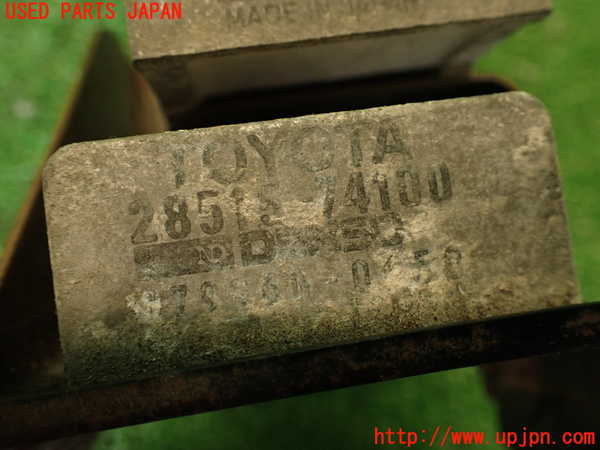 USED PARTS JAPAN
MADE IN JAPAN
TOYOTA
28515-74100
http://www.upjpn.com/